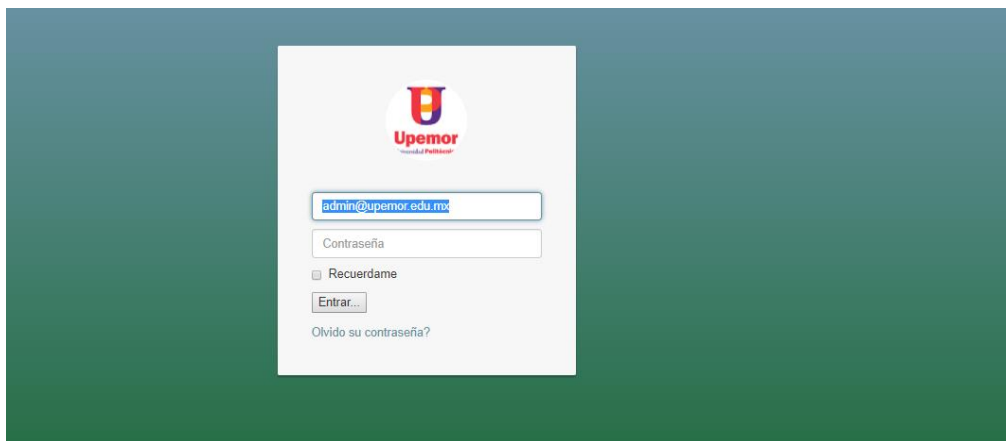 Upemor
admin@upemor.edu.mx
Contraseña
Recuerdame
Entrar...
Olvido su contraseña?